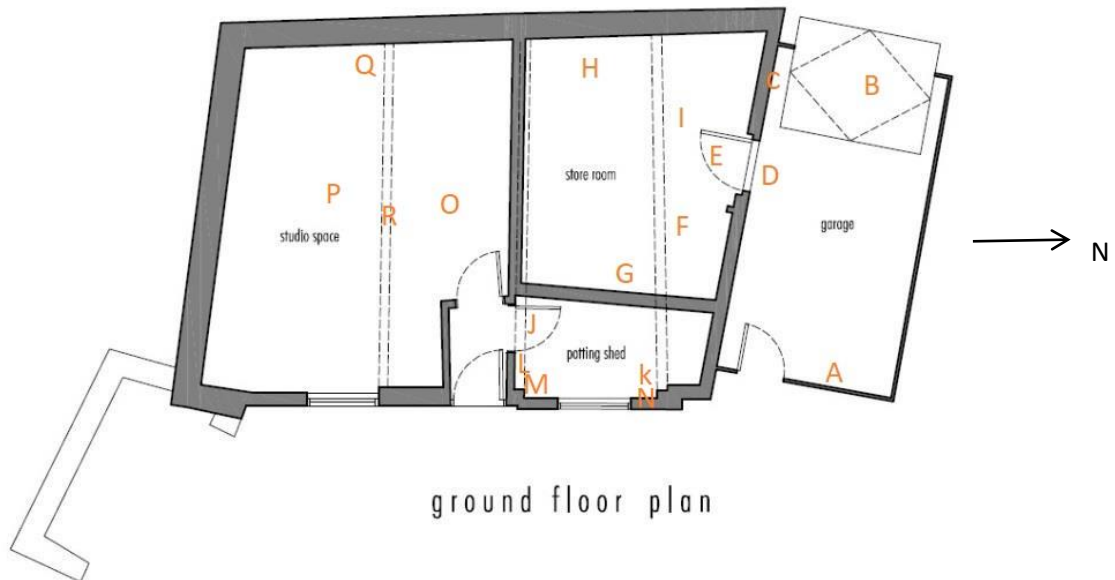 Q
H
C
B
I
E
D
store room
P
O
R
F
garage
studio space
N
G
J
potting shed
L
k
A
M
N
ground floor plan